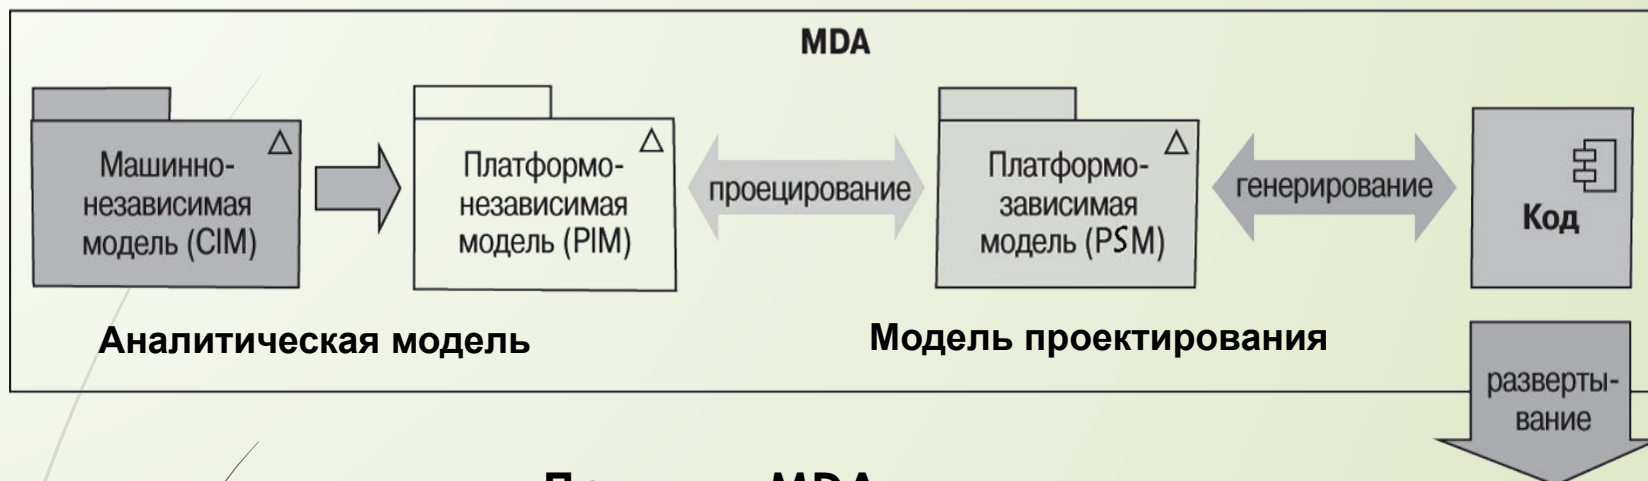 MDA
Машинно-
независимая
модель (CIM)
Платформо-
независимая
модель (PIM)
проецирование
Платформо-
зависимая
модель (PSM)
генерирование
Код
Аналитическая модель
Модель проектирования
разверты-
вание
MDA